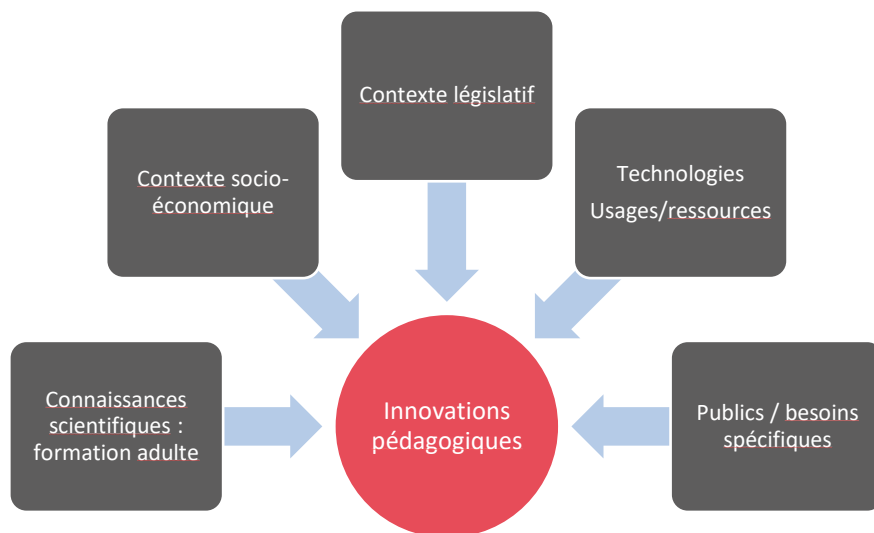 Contexte législatif
Contexte socio-
économique
Technologies
Usages/ressources
Connaissances
scientifiques :
formation adulte
Innovations
pédagogiques
Publics / besoins
spécifiques